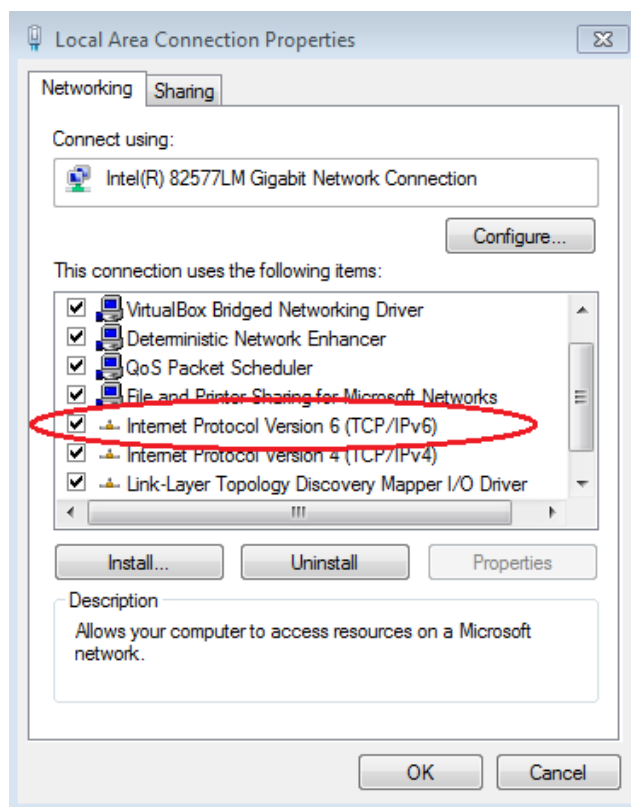 Local Area Connection Properties
Networking
Sharing
Connect using:
Intel(R) 82577LM Gigabit Network Connection
Configure...
This connection uses the following items:
VirtualBox Bridged Networking Driver
Deterministic Network Enhancer
QoS Packet Scheduler
File and Printer Sharing for Microsoft Networks
Internet Protocol Version 6 (TCP/IPv6)
Internet Protocol Version 4 (TCP/IPv4)
Link-Layer Topology Discovery Mapper I/O Driver
Install...
Uninstall
Properties
Description
Allows your computer to access resources on a Microsoft
network.
OK
Cancel